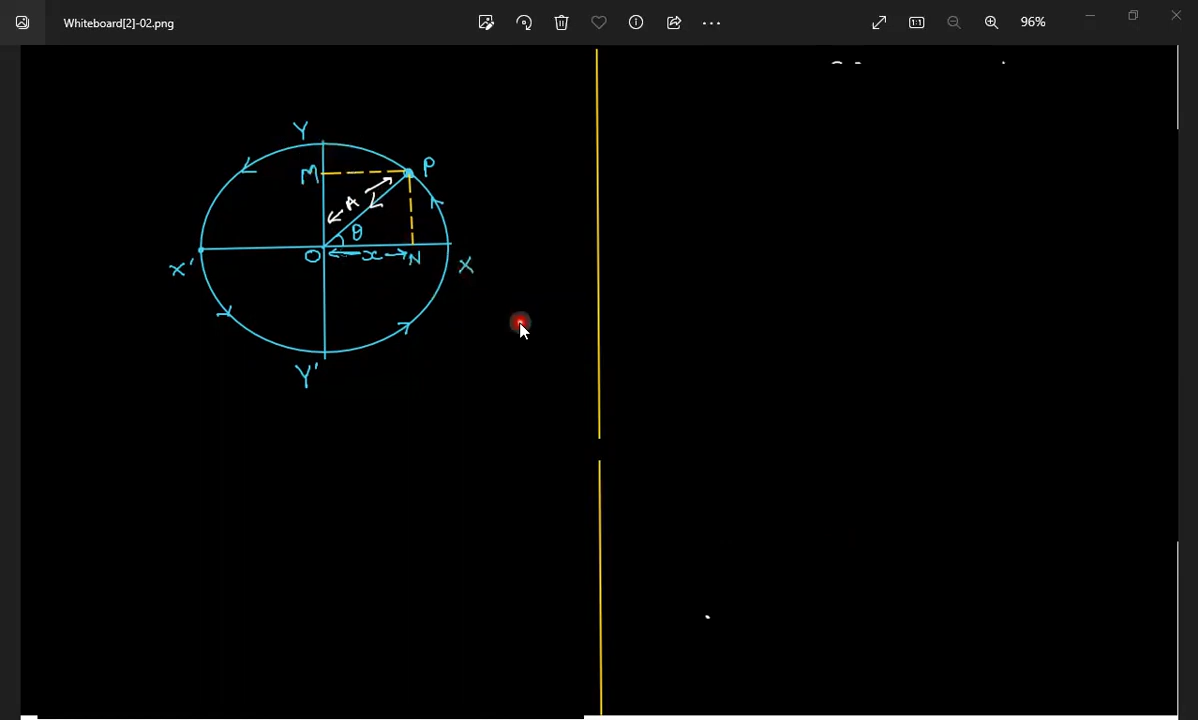 Whiteboard[2]-02.png
96%
Y
M
P
A
θ
O
x
N
X'
X
Y'